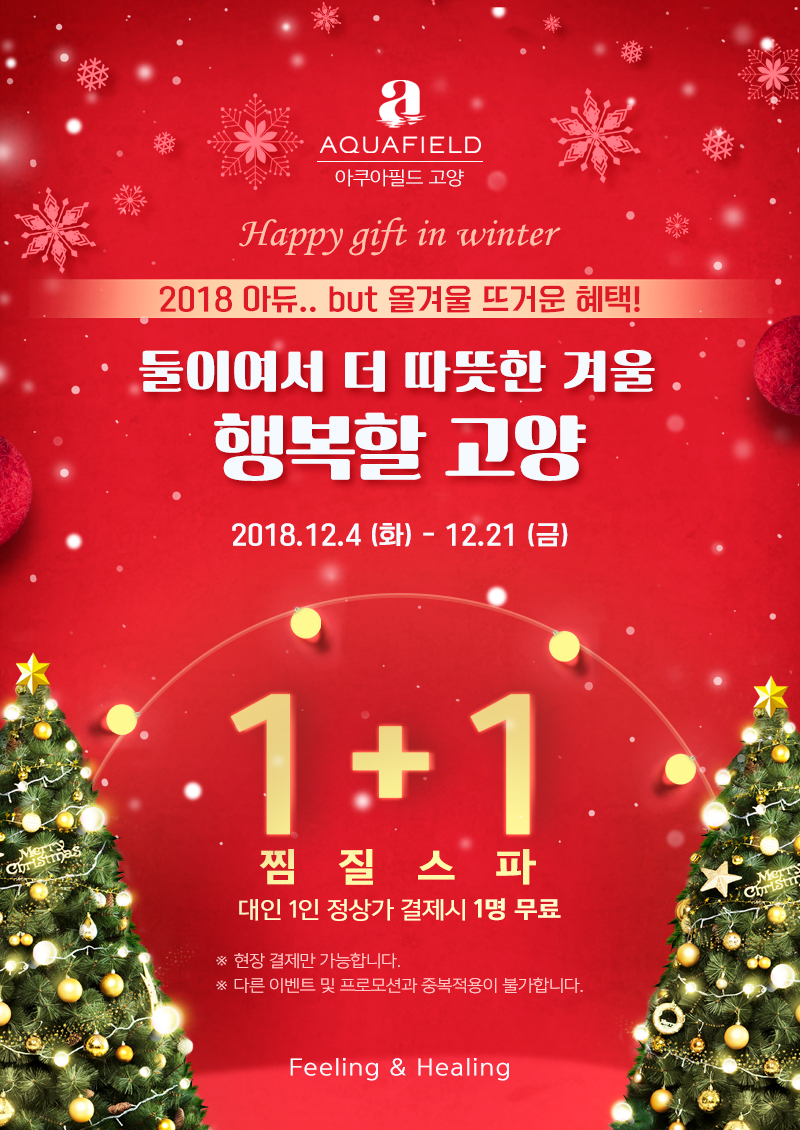 a
AQUAFIELD
아쿠아필드 고양
Happy gift in winter
2018 아듀.. but 올겨울 뜨거운 혜택!
둘이여서 더 따뜻한 겨울
행복할 고양
2018.12.4 (화) - 12.21 (금)
1+1
찜질스파
대인 1인 정상가 결제시 1명 무료
※ 현장 결제만 가능합니다.
※ 다른 이벤트 및 프로모션과 중복적용이 불가합니다.
Merry Christmas
Merry Christmas
Feeling & Healing